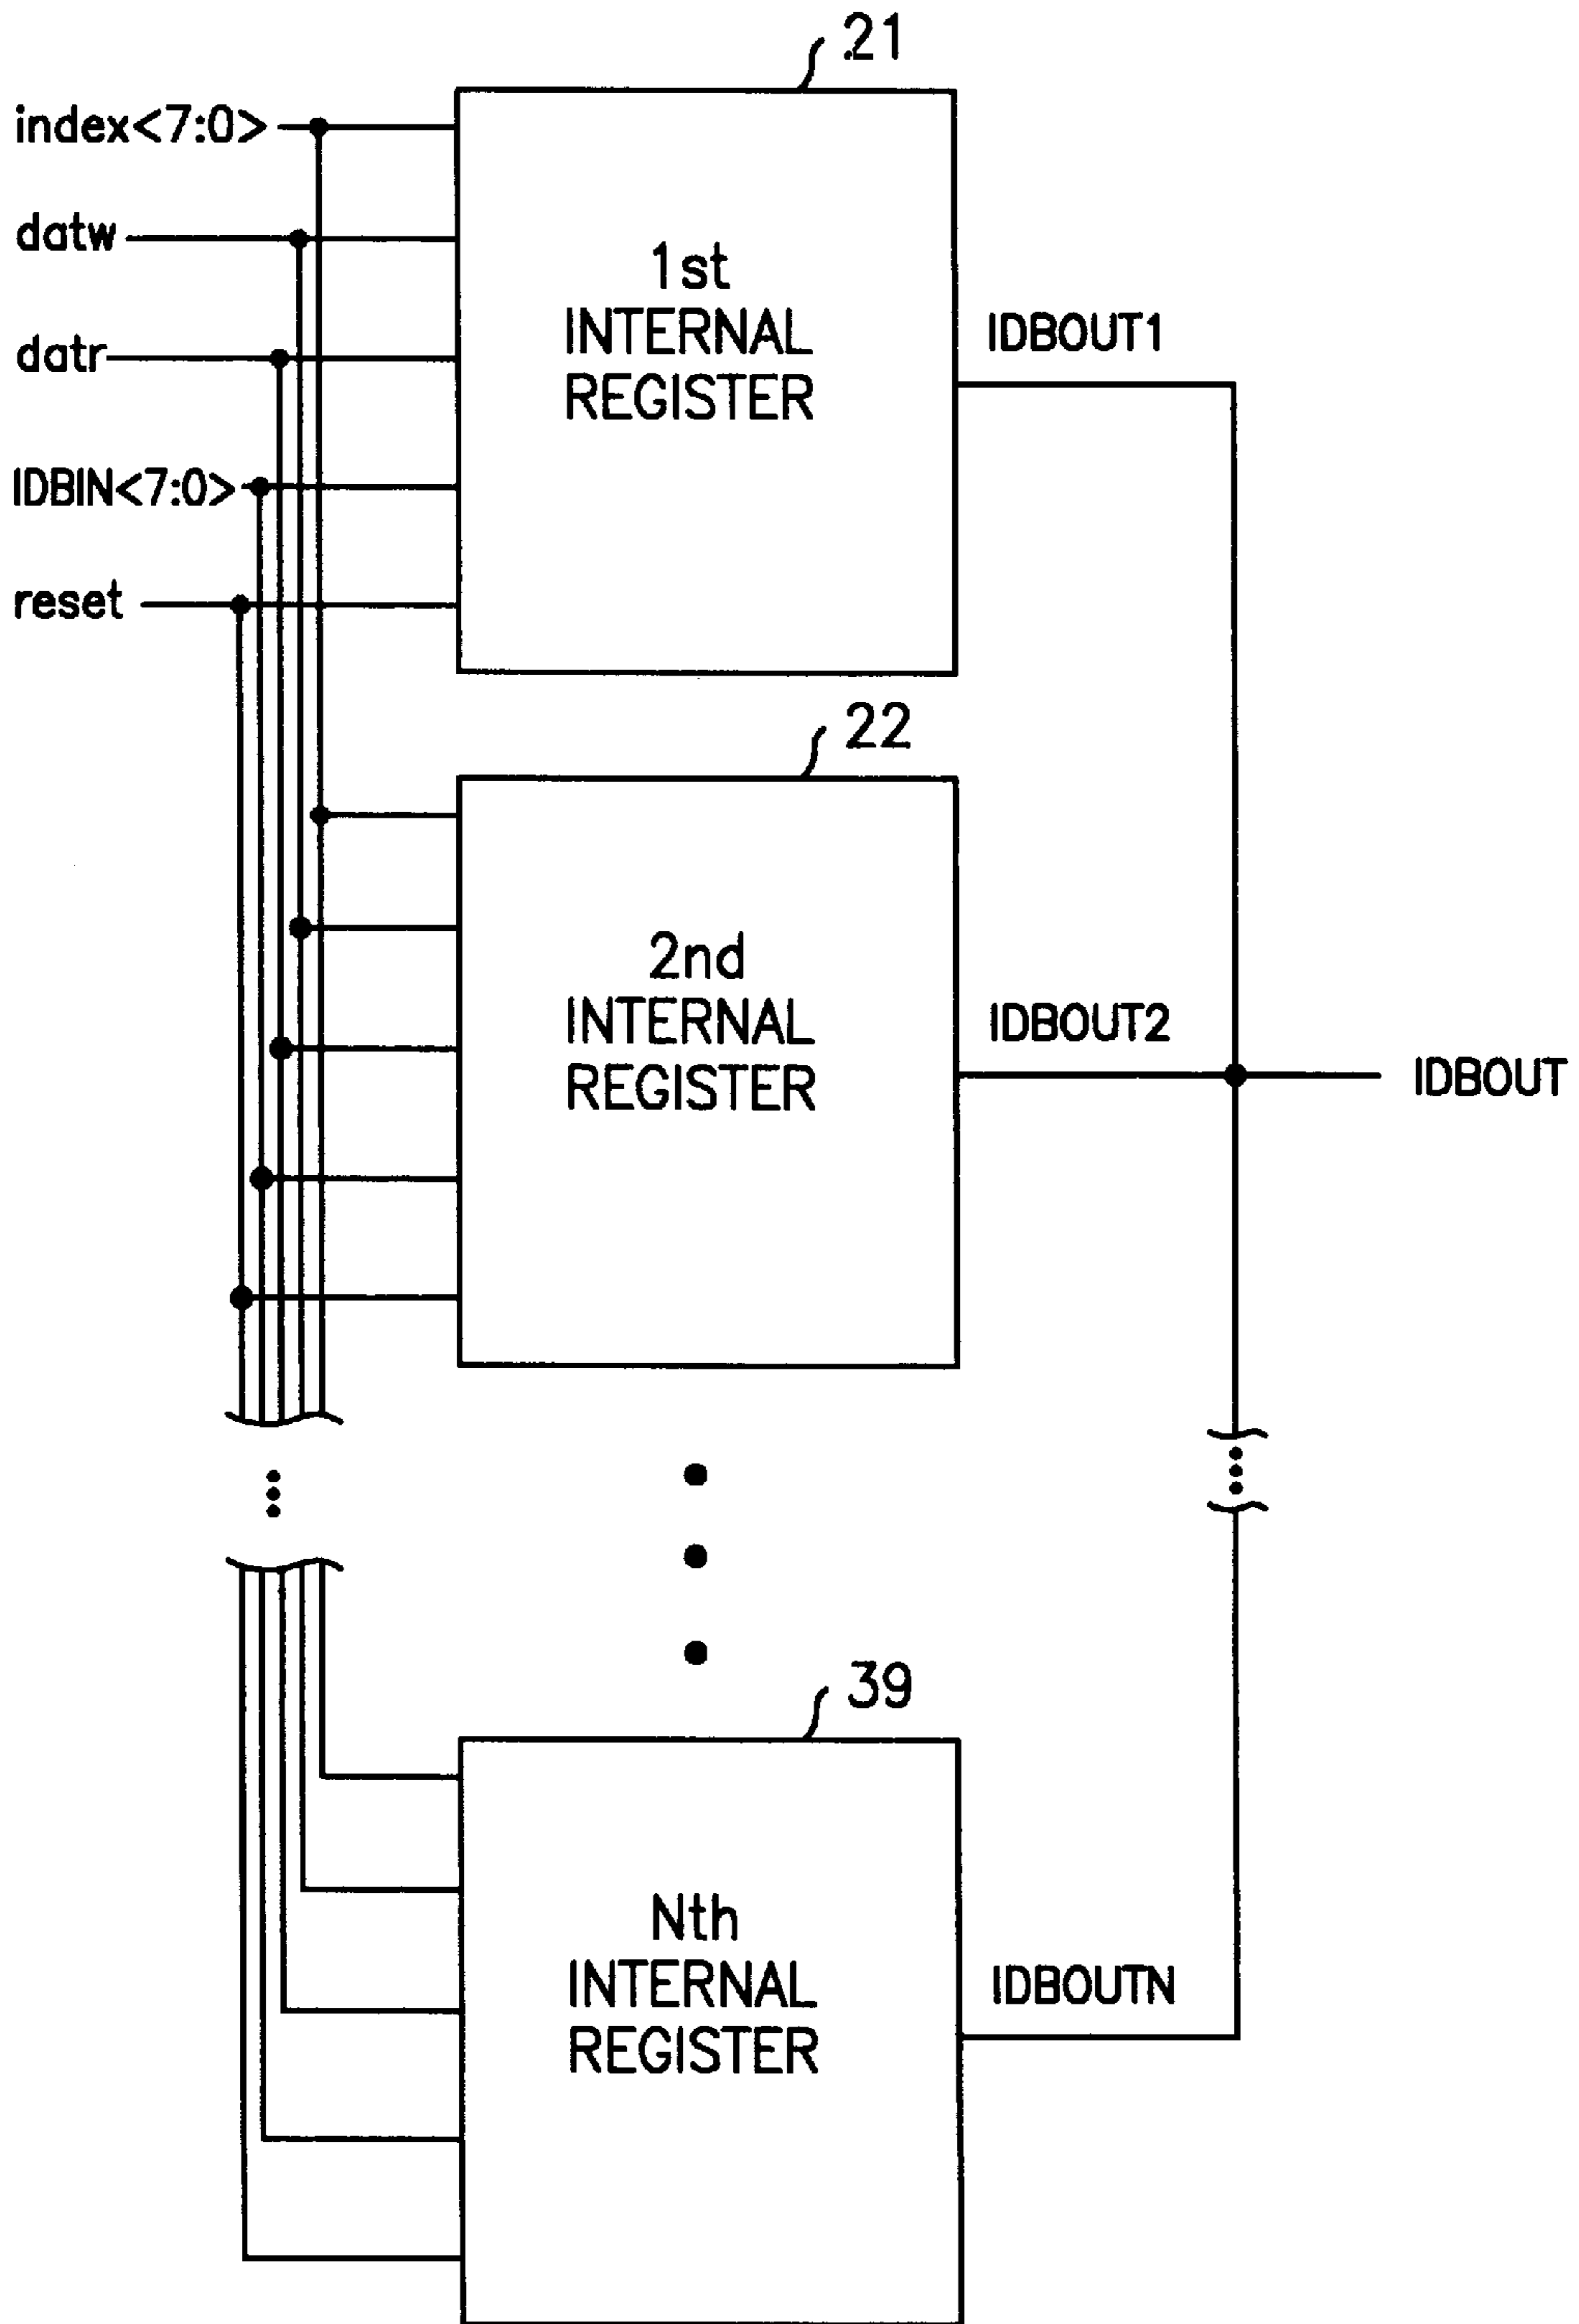 21
index<7:0>
datw
datr
IDBIN<7:0>
reset
1st
INTERNAL
REGISTER
IDBOUT1
22
2nd
INTERNAL
REGISTER
IDBOUT2
IDBOUT
39
Nth
INTERNAL
REGISTER
IDBOUTN